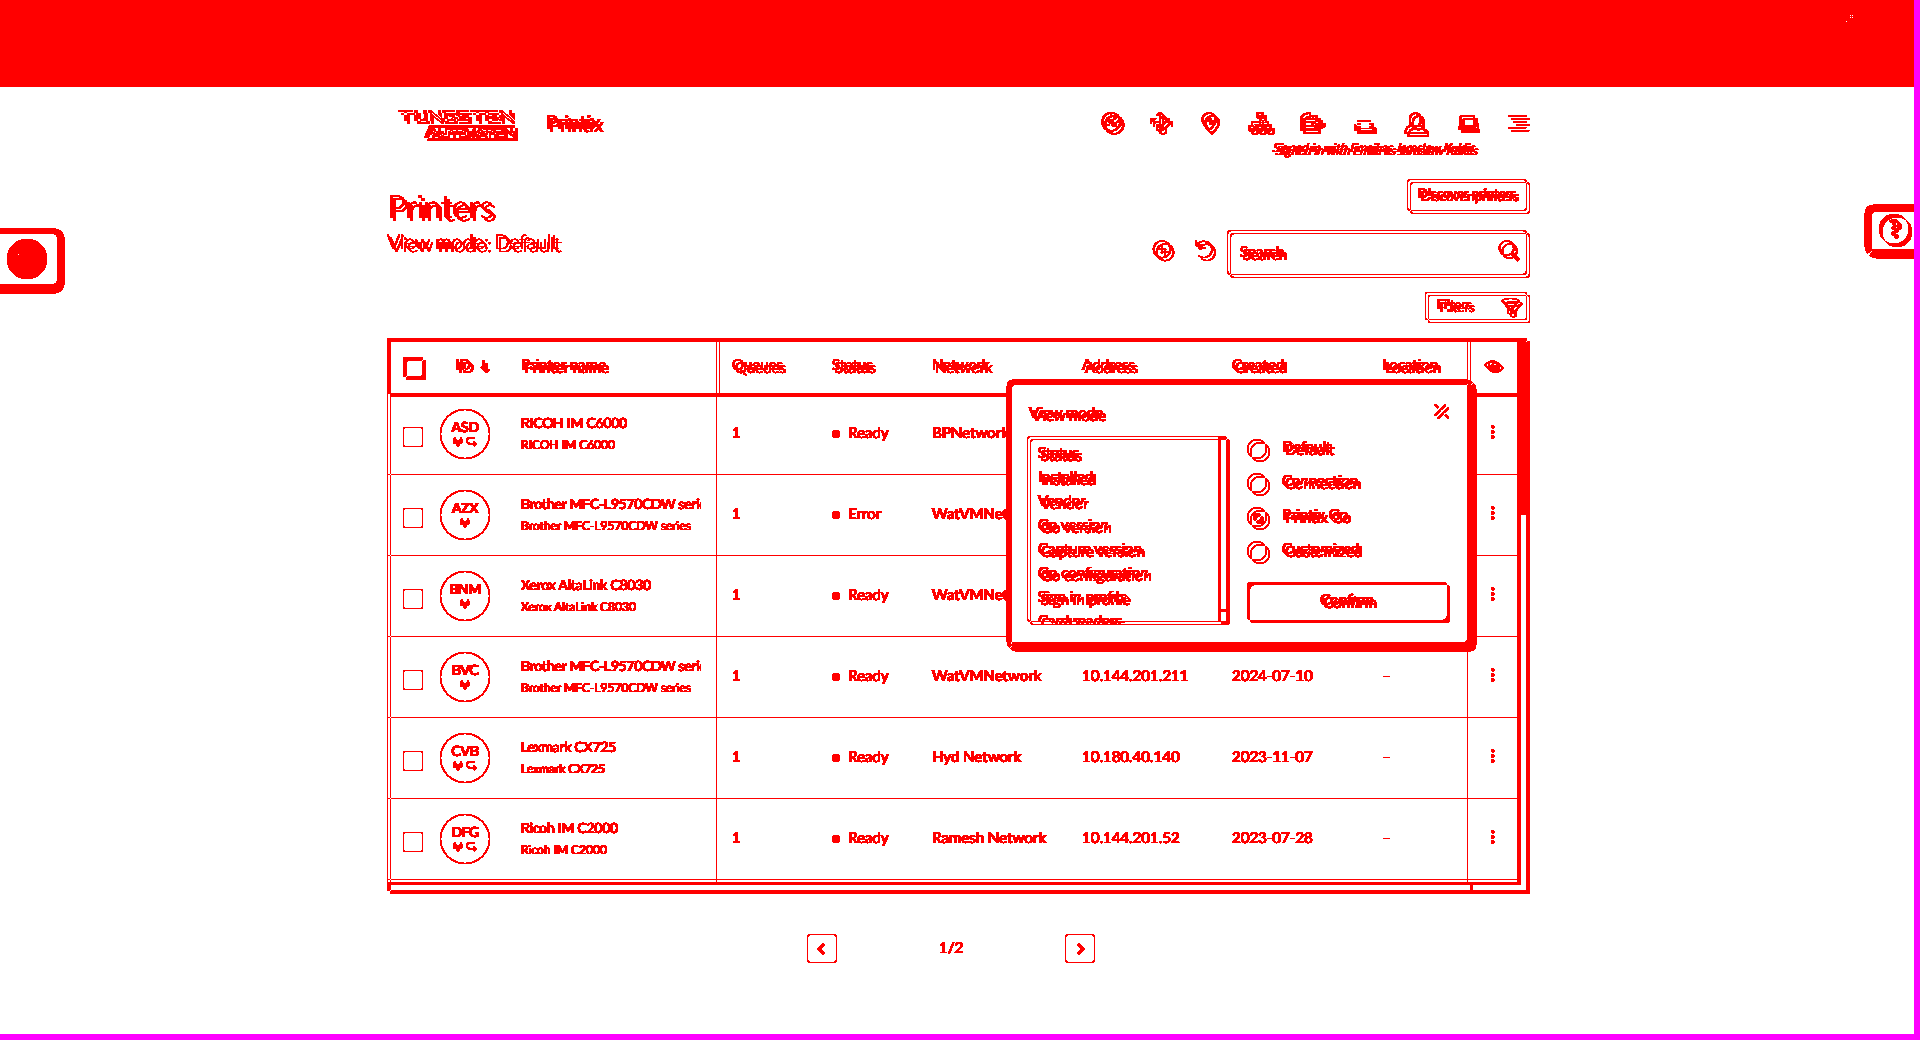 TUNGSTEN
AUTOMATION
Printix
Signed in with Email as
Printers
View mode: Default
Discover printers
Search
Filters
ID Printer name Queues Status Network Address Created Location
ASD RICOH IM C6000 1 Ready BPNetwork
RICOH IM C6000
AZX Brother MFC-L9570CDW seri 1 Error WatVMNe
Brother MFC-L9570CDW series
BNM Xerox AltaLink C8030 1 Ready WatVMNe
Xerox AltaLink C8030
BVC Brother MFC-L9570CDW seri 1 Ready WatVMNetwork 10.144.201.211 2024-07-10 –
Brother MFC-L9570CDW series
CVB Lexmark CX725 1 Ready Hyd Network 10.180.40.140 2023-11-07 –
Lexmark CX725
DFG Ricoh IM C2000 1 Ready Ramesh Network 10.144.201.52 2023-07-28 –
Ricoh IM C2000
View mode
Status
Installed
Vendor
Go version
Capture version
Go configuration
Sign in profile
Card readers
Default
Connection
Printix Go
Customized
Confirm
1/2